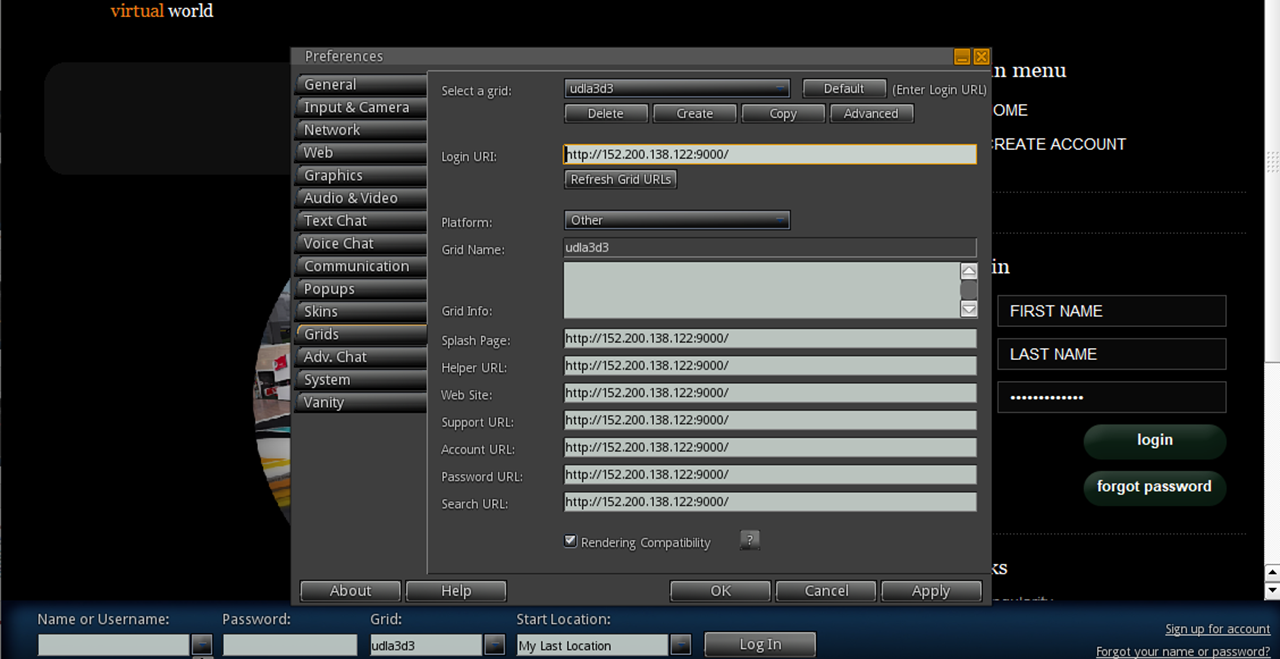 virtual world
Preferences
General
Input & Camera
Network
Web
Graphics
Audio & Video
Text Chat
Voice Chat
Communication
Popups
Skins
Grids
Adv. Chat
System
Vanity
Select a grid: udla3d3 Default (Enter Login URL)
Delete Create Copy Advanced
Login URI: http://152.200.138.122:9000/
Refresh Grid URLs
Platform: Other
Grid Name: udla3d3
Grid Info:
Splash Page: http://152.200.138.122:9000/
Helper URL: http://152.200.138.122:9000/
Web Site: http://152.200.138.122:9000/
Support URL: http://152.200.138.122:9000/
Account URL: http://152.200.138.122:9000/
Password URL: http://152.200.138.122:9000/
Search URL: http://152.200.138.122:9000/
Rendering Compatibility ?
About Help OK Cancel Apply
in menu
OME
CREATE ACCOUNT
in
FIRST NAME
LAST NAME
•••••••••••••
login
forgot password
ks
Name or Username: Password: Grid: Start Location:
udla3d3 My Last Location Log In
Sign up for account
Forgot your name or password?